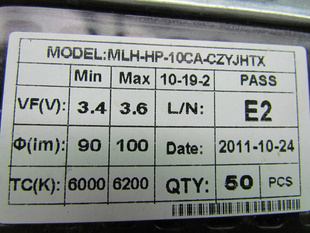 MODEL:MLH-HP-10CA-CZYJHTX
Min Max 10-19-2 PASS
VF(V): 3.4 3.6 L/N: E2
Φ(im): 90 100 Date: 2011-10-24
TC(K): 6000 6200 QTY: 50 PCS